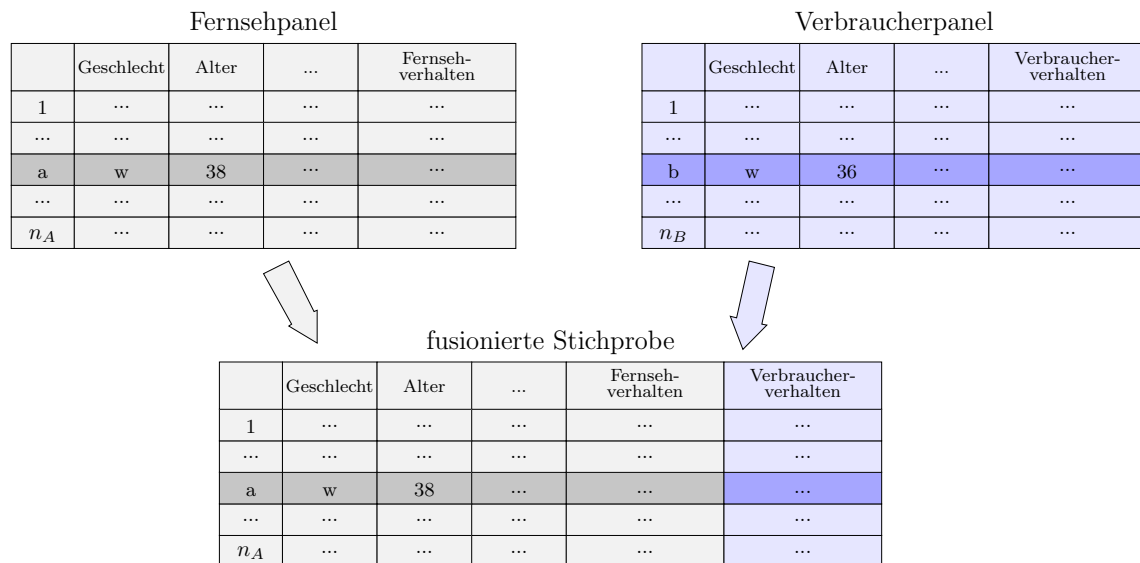 Fernsehpanel
Geschlecht Alter ... Fernseh-
verhalten
1 ... ... ... ...
... ... ... ... ...
a w 38 ... ...
... ... ... ... ...
n_A ... ... ... ...
Verbraucherpanel
Geschlecht Alter ... Verbraucher-
verhalten
1 ... ... ... ...
... ... ... ... ...
b w 36 ... ...
... ... ... ... ...
n_B ... ... ... ...
fusionierte Stichprobe
Geschlecht Alter ... Fernseh- Verbraucher-
verhalten verhalten
1 ... ... ... ... ...
... ... ... ... ... ...
a w 38 ... ... ...
... ... ... ... ... ...
n_A ... ... ... ... ...